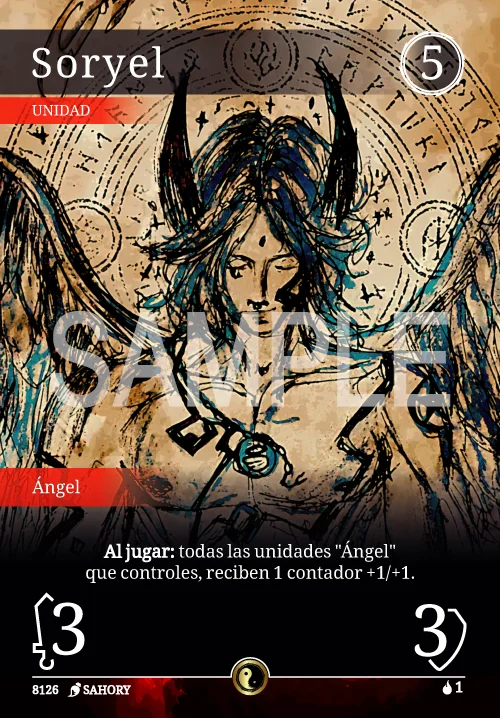 Soryel
5
UNIDAD
SAMPLE
Ángel
Al jugar: todas las unidades "Ángel"
que controles, reciben 1 contador +1/+1.
3
3
8126 SAHORY
1